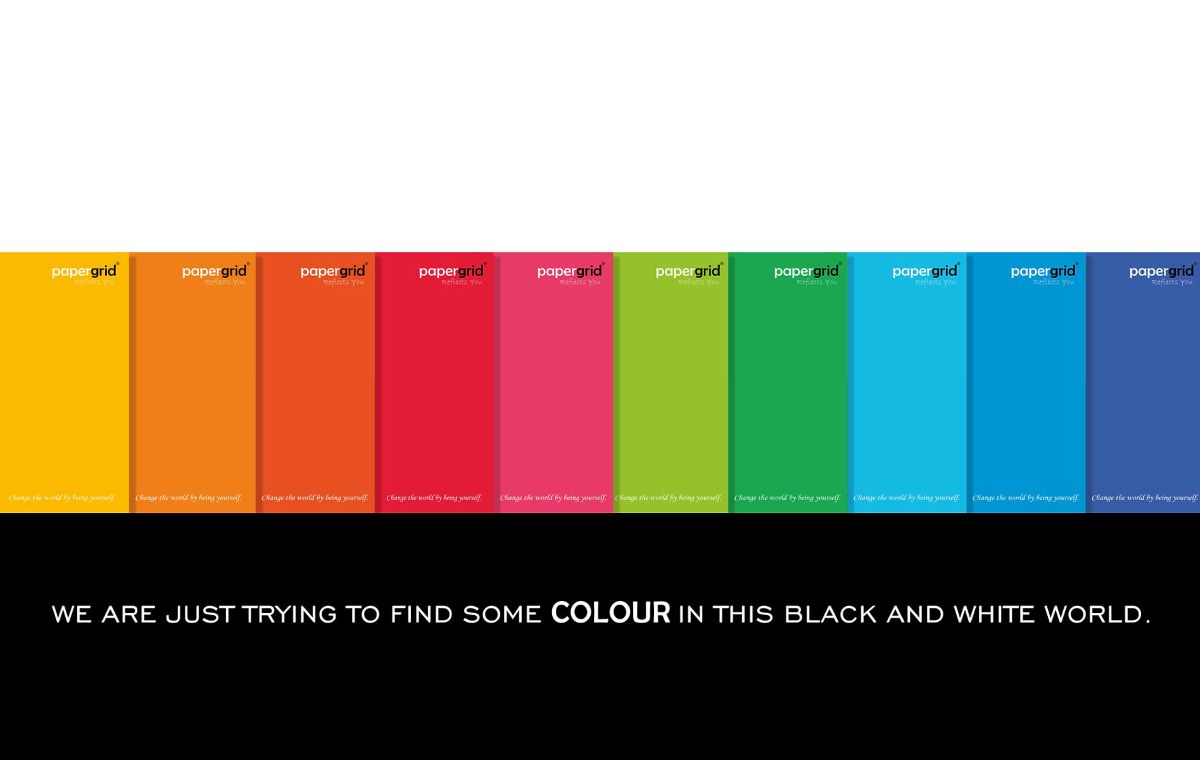 papergrid® papergrid® papergrid® papergrid® papergrid® papergrid® papergrid® papergrid® papergrid® papergrid®
Reflects You Reflects You Reflects You Reflects You Reflects You Reflects You Reflects You Reflects You Reflects You Reflects You
Change the world by being yourself. Change the world by being yourself. Change the world by being yourself. Change the world by being yourself. Change the world by being yourself. Change the world by being yourself. Change the world by being yourself. Change the world by being yourself. Change the world by being yourself. Change the world by being yourself.
WE ARE JUST TRYING TO FIND SOME COLOUR IN THIS BLACK AND WHITE WORLD.